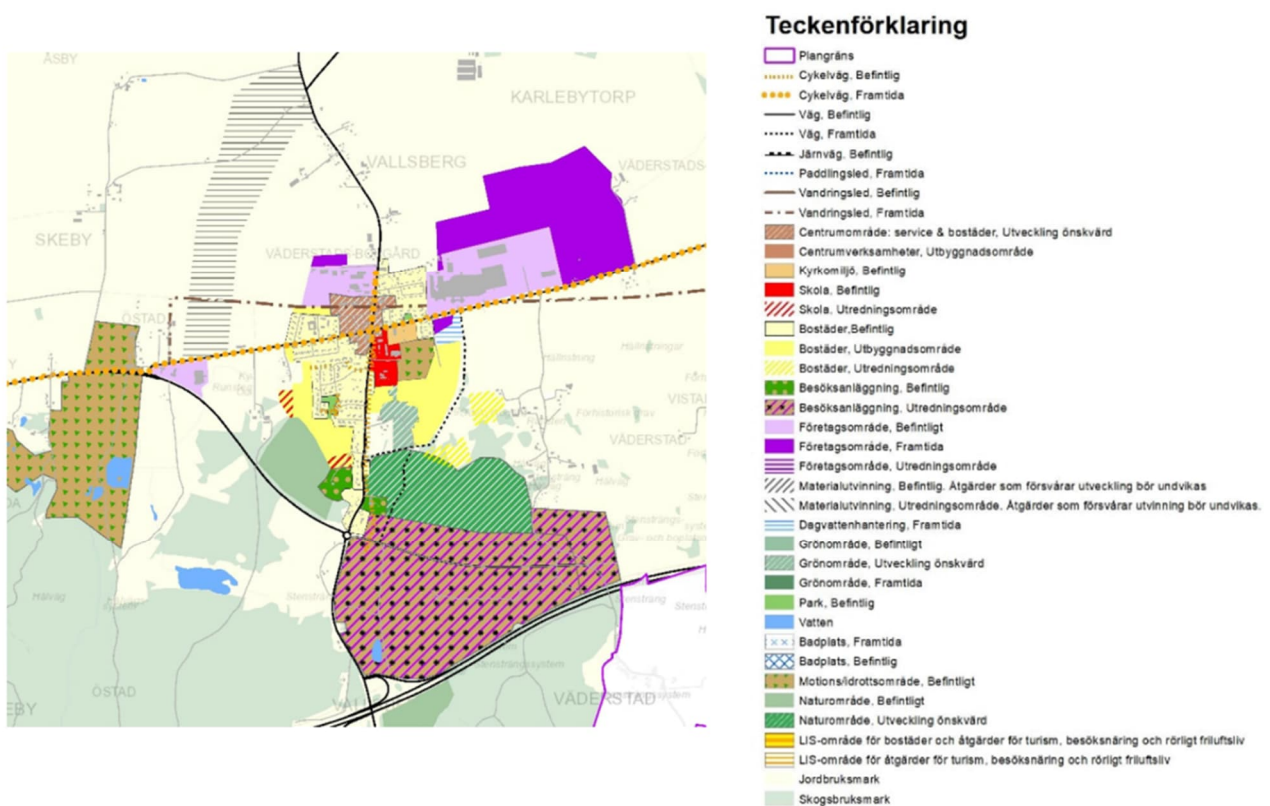 Teckenförklaring
Plangräns
Cykelväg, Befintlig
Cykelväg, Framtida
Väg, Befintlig
Väg, Framtida
Järnväg, Befintlig
Paddlingsled, Framtida
Vandringsled, Befintlig
Vandringsled, Framtida
Centrumområde: service & bostäder, Utveckling önskvärd
Centrumverksamheter, Utbyggnadsområde
Kyrkomiljö, Befintlig
Skola, Befintlig
Skola, Utredningsområde
Bostäder,Befintlig
Bostäder, Utbyggnadsområde
Bostäder, Utredningsområde
Besöksanläggning, Befintlig
Besöksanläggning, Utredningsområde
Företagsområde, Befintligt
Företagsområde, Framtida
Företagsområde, Utredningsområde
Materialutvinning, Befintlig. Åtgärder som försvårar utveckling bör undvikas
Materialutvinning, Utredningsområde. Åtgärder som försvårar utvinning bör undvikas.
Dagvattenhantering, Framtida
Grönområde, Befintligt
Grönområde, Utveckling önskvärd
Grönområde, Framtida
Park, Befintlig
Vatten
Badplats, Framtida
Badplats, Befintlig
Motions/idrottsområde, Befintligt
Naturområde, Befintligt
Naturområde, Utveckling önskvärd
LIS-område för bostäder och åtgärder för turism, besöksnäring och rörligt friluftsliv
LIS-område för åtgärder för turism, besöksnäring och rörligt friluftsliv
Jordbruksmark
Skogsbruksmark
ÅSBY
KARLEBYTORP
VALLSBERG
VÄDERSTADS-
SKEBY
ÖSTAD
Hällristningar
VISTA
VÄDERSTAD
Hålväg
Hålväg
Stensträng
Stensträngssystem
ÖSTAD
EBY
VÄDERSTAD